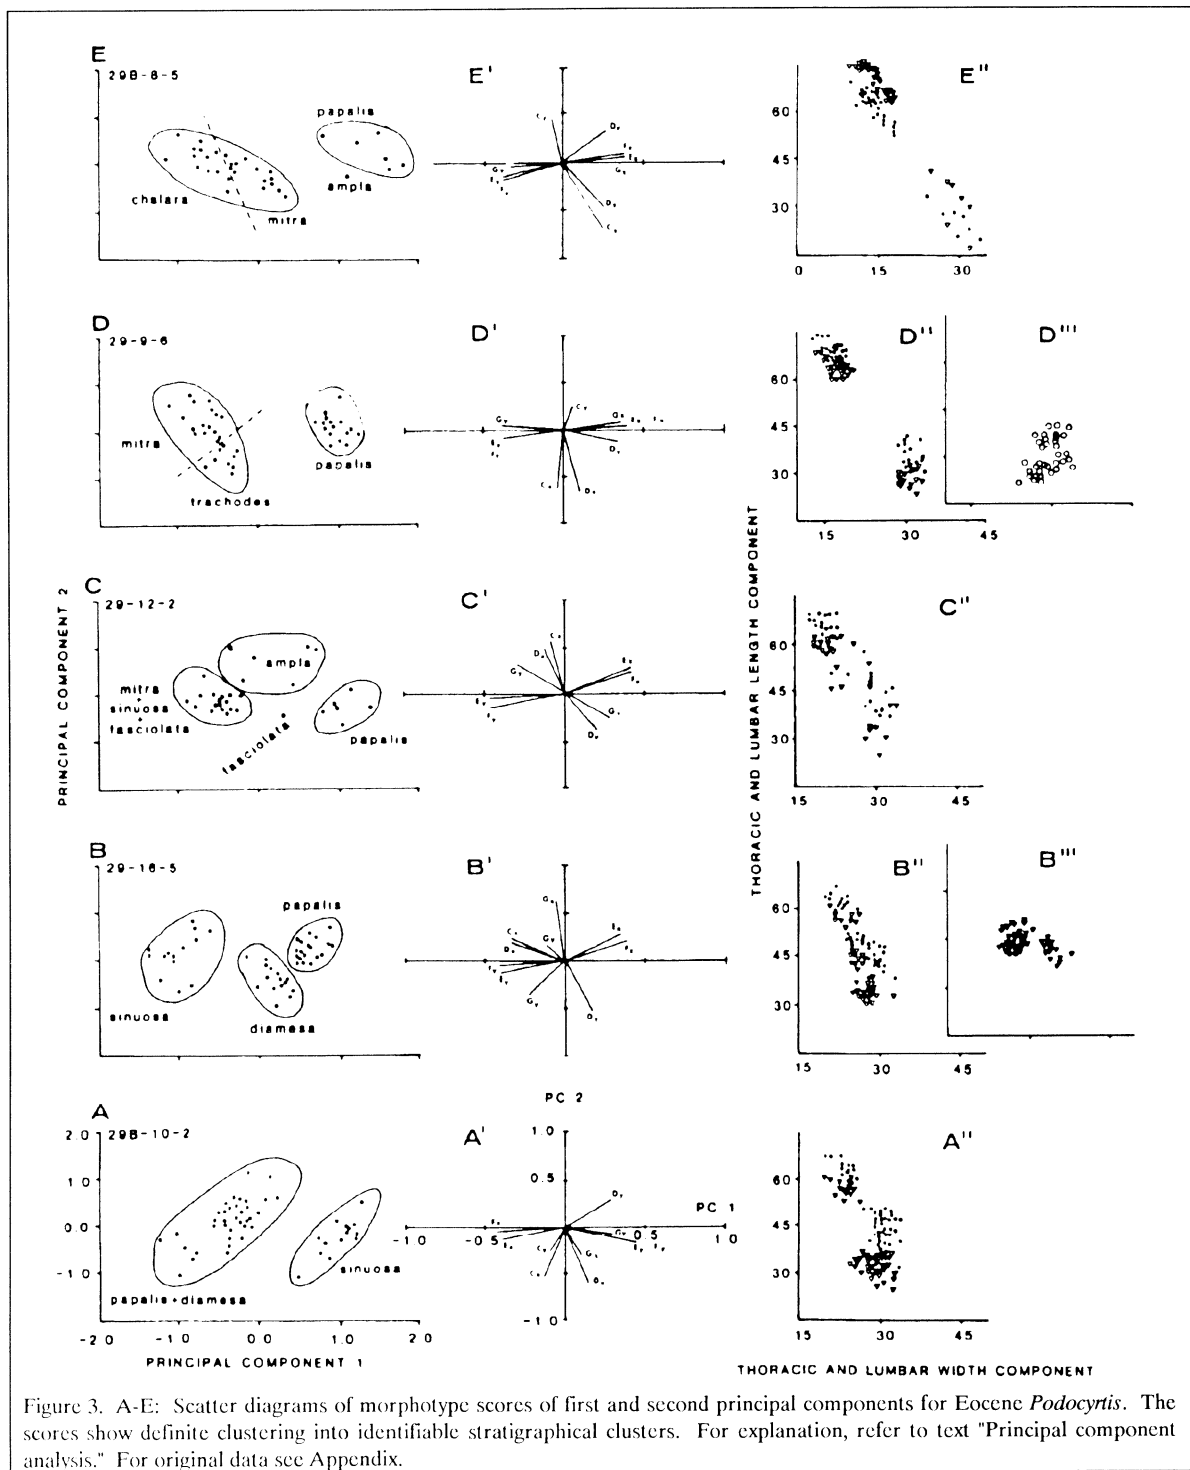 E
29B-8-5
papalis
ampla
chalara
mitra
E'
E"
60
45
30
0 15 30
D
29-9-6
mitra
papalis
trachodes
D'
D"
D'''
60
45
30
15 30 45
C
29-12-2
ampla
mitra
sinuosa
+
fasciolata
fasciolata
papalis
C'
C"
60
45
30
15 30 45
B
29-16-5
papalis
sinuosa
diamesa
B'
B"
B'''
60
45
30
15 30 45
A
29B-10-2
2.0
1.0
0.0
-1.0
papalis+diamesa
sinuosa
-2.0 -1.0 0.0 1.0 2.0
A'
PC 2
1.0
0.5
PC 1
-1.0 -0.5 0.5 1.0
-1.0
A"
60
45
30
15 30 45
PRINCIPAL COMPONENT 2
PRINCIPAL COMPONENT 1
THORACIC AND LUMBAR LENGTH COMPONENT
THORACIC AND LUMBAR WIDTH COMPONENT
Figure 3. A-E: Scatter diagrams of morphotype scores of first and second principal components for Eocene Podocyrtis. The
scores show definite clustering into identifiable stratigraphical clusters. For explanation, refer to text "Principal component
analysis." For original data see Appendix.